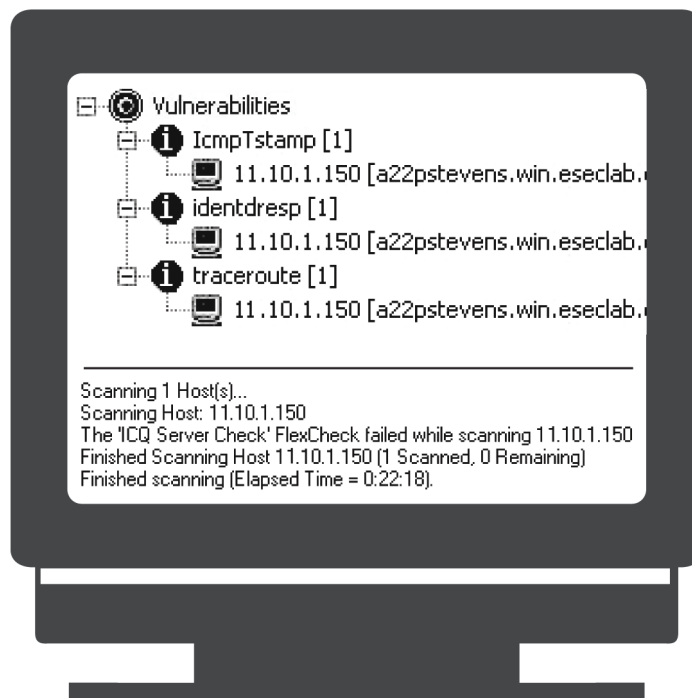 Vulnerabilities
IcmpTstamp [1]
11.10.1.150 [a22pstevens.win.eseclab.
identdresp [1]
11.10.1.150 [a22pstevens.win.eseclab.
traceroute [1]
11.10.1.150 [a22pstevens.win.eseclab.
Scanning 1 Host(s)...
Scanning Host: 11.10.1.150
The 'ICQ Server Check' FlexCheck failed while scanning 11.10.1.150
Finished Scanning Host 11.10.1.150 (1 Scanned, 0 Remaining)
Finished scanning (Elapsed Time = 0:22:18).